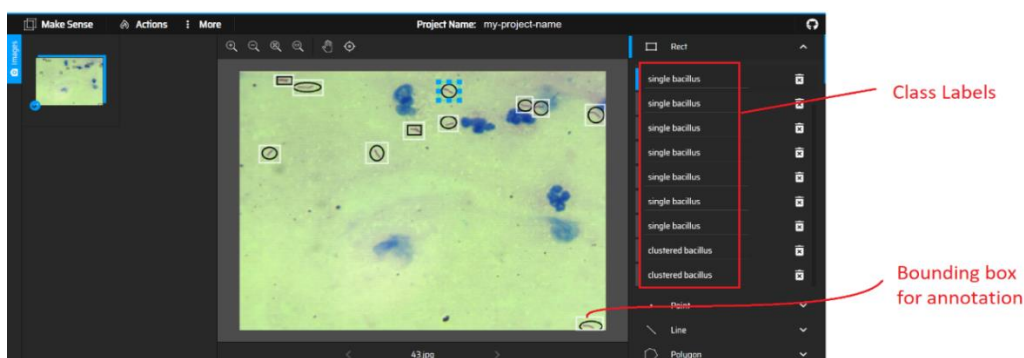 Make Sense
Actions
More
Project Name: my-project-name
Images
Rect
single bacillus
single bacillus
single bacillus
single bacillus
single bacillus
single bacillus
single bacillus
clustered bacillus
clustered bacillus
Point
Line
Polygon
43.jpg
Class Labels
Bounding box
for annotation